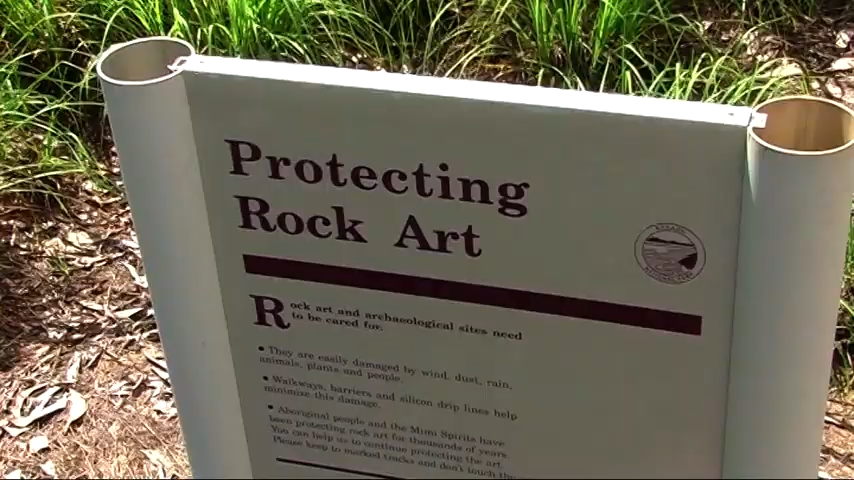 Protecting
Rock Art
KAKADU
NATIONAL PARK
Rock art and archaeological sites need
to be cared for.
• They are easily damaged by wind, dust, rain,
animals, plants and people.
• Walkways, barriers and silicon drip lines help
minimize this damage.
• Aboriginal people and the Mimi Spirits have
been protecting rock art for thousands of years.
You can help us to continue protecting the art.
Please keep to marked tracks and don't touch the